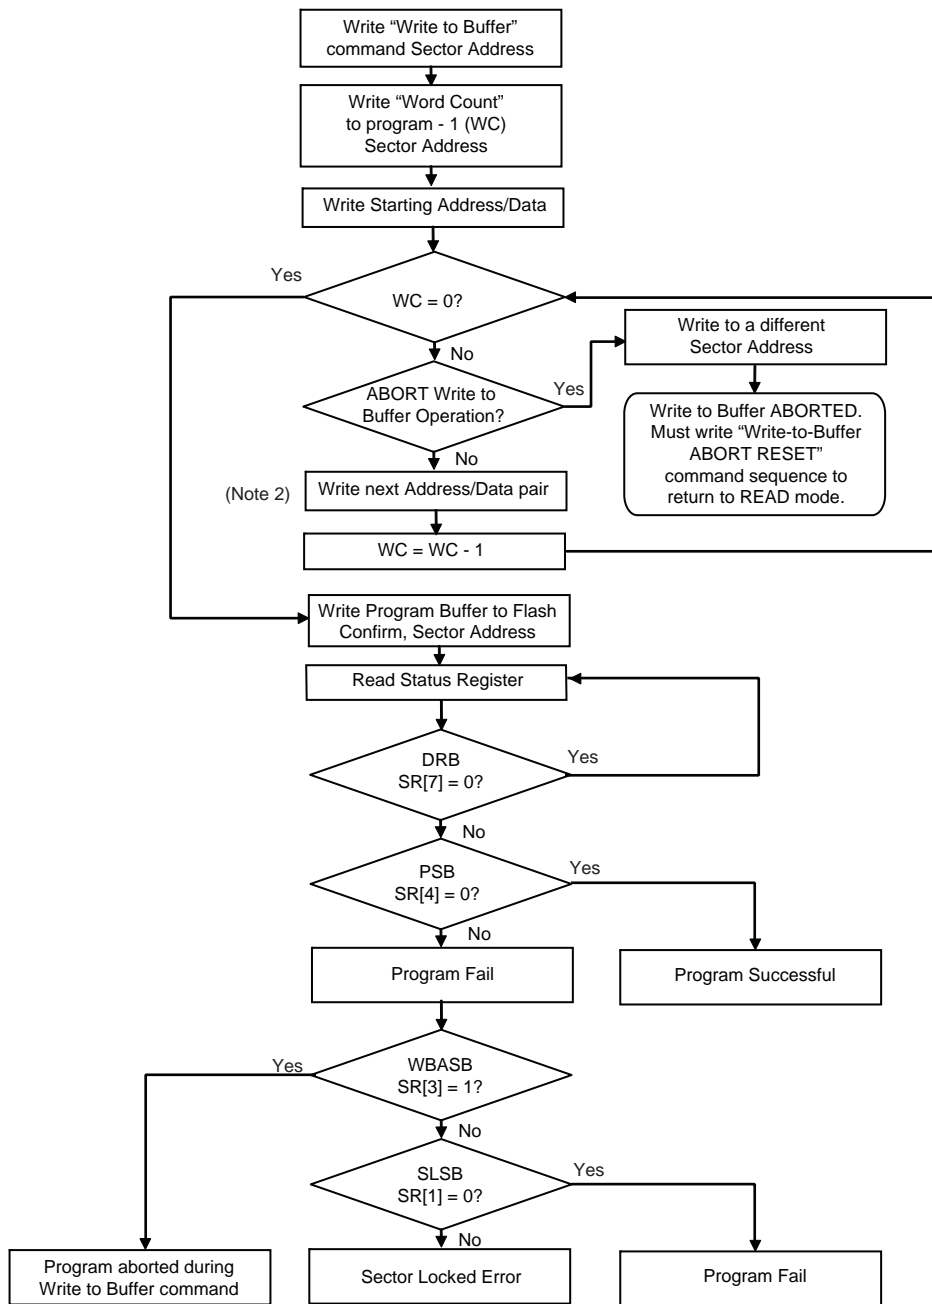 Write “Write to Buffer”
command Sector Address
Write “Word Count”
to program - 1 (WC)
Sector Address
Write Starting Address/Data
Yes
WC = 0?
No
Write to a different
Sector Address
ABORT Write to
Buffer Operation?
Yes
No
Write to Buffer ABORTED.
Must write “Write-to-Buffer
ABORT RESET”
command sequence to
return to READ mode.
(Note 2)
Write next Address/Data pair
WC = WC - 1
Write Program Buffer to Flash
Confirm, Sector Address
Read Status Register
DRB
SR[7] = 0?
Yes
No
PSB
SR[4] = 0?
Yes
No
Program Fail
Program Successful
Yes
WBASB
SR[3] = 1?
No
SLSB
SR[1] = 0?
Yes
No
Program aborted during
Write to Buffer command
Sector Locked Error
Program Fail